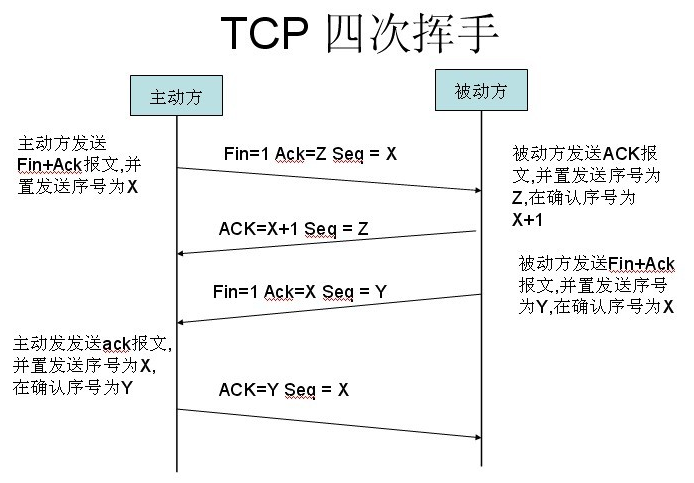 TCP 四次挥手
主动方
被动方
主动方发送
Fin+Ack报文,并
置发送序号为X
Fin=1 Ack=Z Seq = X
被动方发送ACK报
文,并置发送序号为
Z,在确认序号为
X+1
ACK=X+1 Seq = Z
被动方发送Fin+Ack
报文,并置发送序号
为Y,在确认序号为X
Fin=1 Ack=X Seq = Y
主动发发送ack报文,
并置发送序号为X,
在确认序号为Y
ACK=Y Seq = X